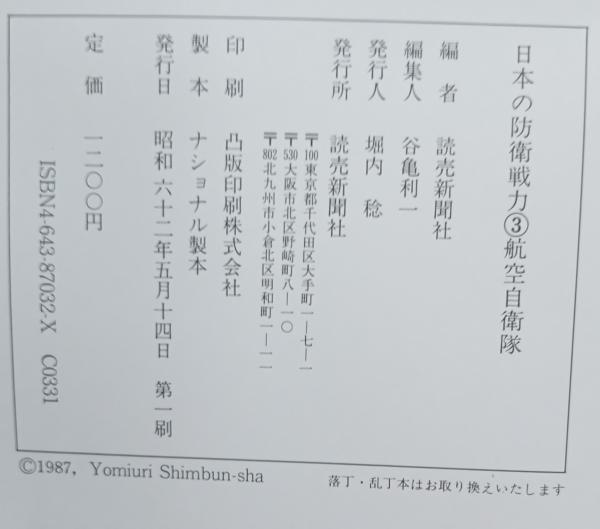 日本の防衛戦力③航空自衛隊
編者 読売新聞社
編集人 谷亀利一
発行人 堀内 稔
発行所 読売新聞社
〒100東京都千代田区大手町一―七―一
〒530大阪市北区野崎町八―一〇
〒802北九州市小倉北区明和町一―一一
印刷 凸版印刷株式会社
製本 ナショナル製本
発行日 昭和六十二年五月十四日 第一刷
定価 一二〇〇円
ISBN4-643-87032-X C0331
©1987, Yomiuri Shimbun-sha
落丁・乱丁本はお取り換えいたします